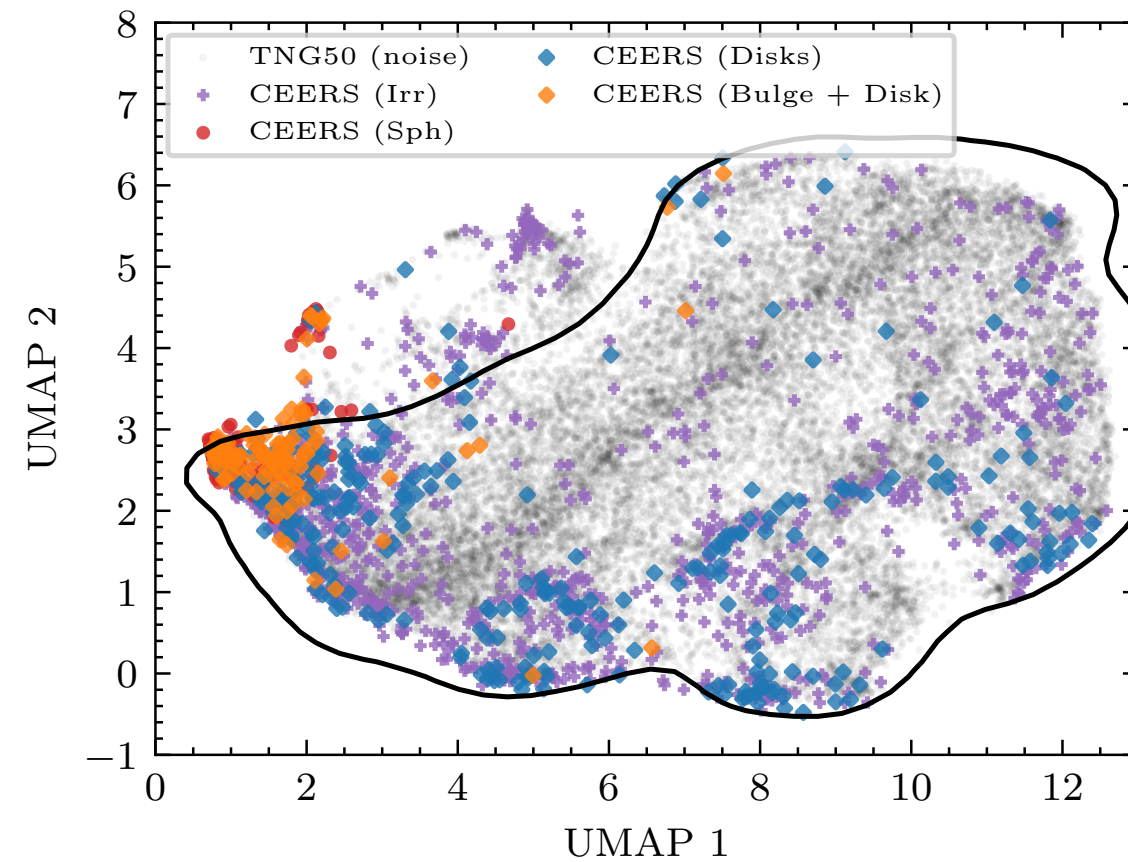 TNG50 (noise)
CEERS (Irr)
CEERS (Sph)
CEERS (Disks)
CEERS (Bulge + Disk)
8
7
6
5
4
3
2
1
0
−1
UMAP 2
0 2 4 6 8 10 12
UMAP 1